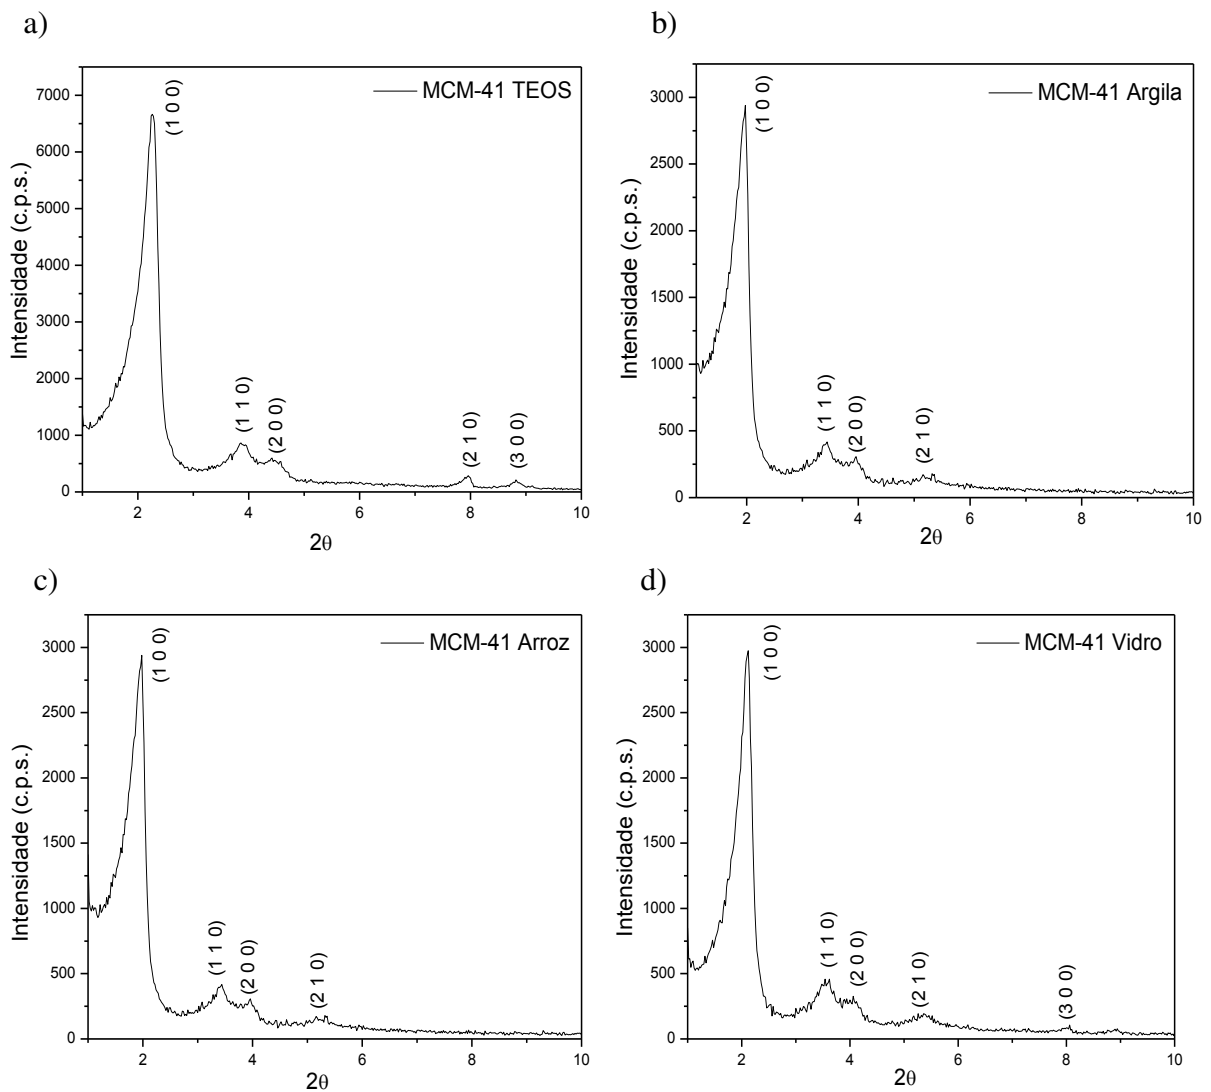 a)
MCM-41 TEOS
Intensidade (c.p.s.)
7000
6000
5000
4000
3000
2000
1000
0
(1 0 0)
(1 1 0)
(2 0 0)
(2 1 0)
(3 0 0)
2 4 6 8 10
2θ
b)
MCM-41 Argila
Intensidade (c.p.s.)
3000
2500
2000
1500
1000
500
0
(1 0 0)
(1 1 0)
(2 0 0)
(2 1 0)
2 4 6 8 10
2θ
c)
MCM-41 Arroz
Intensidade (c.p.s.)
3000
2500
2000
1500
1000
500
0
(1 0 0)
(1 1 0)
(2 0 0)
(2 1 0)
2 4 6 8 10
2θ
d)
MCM-41 Vidro
Intensidade (c.p.s.)
3000
2500
2000
1500
1000
500
0
(1 0 0)
(1 1 0)
(2 0 0)
(2 1 0)
(3 0 0)
2 4 6 8 10
2θ